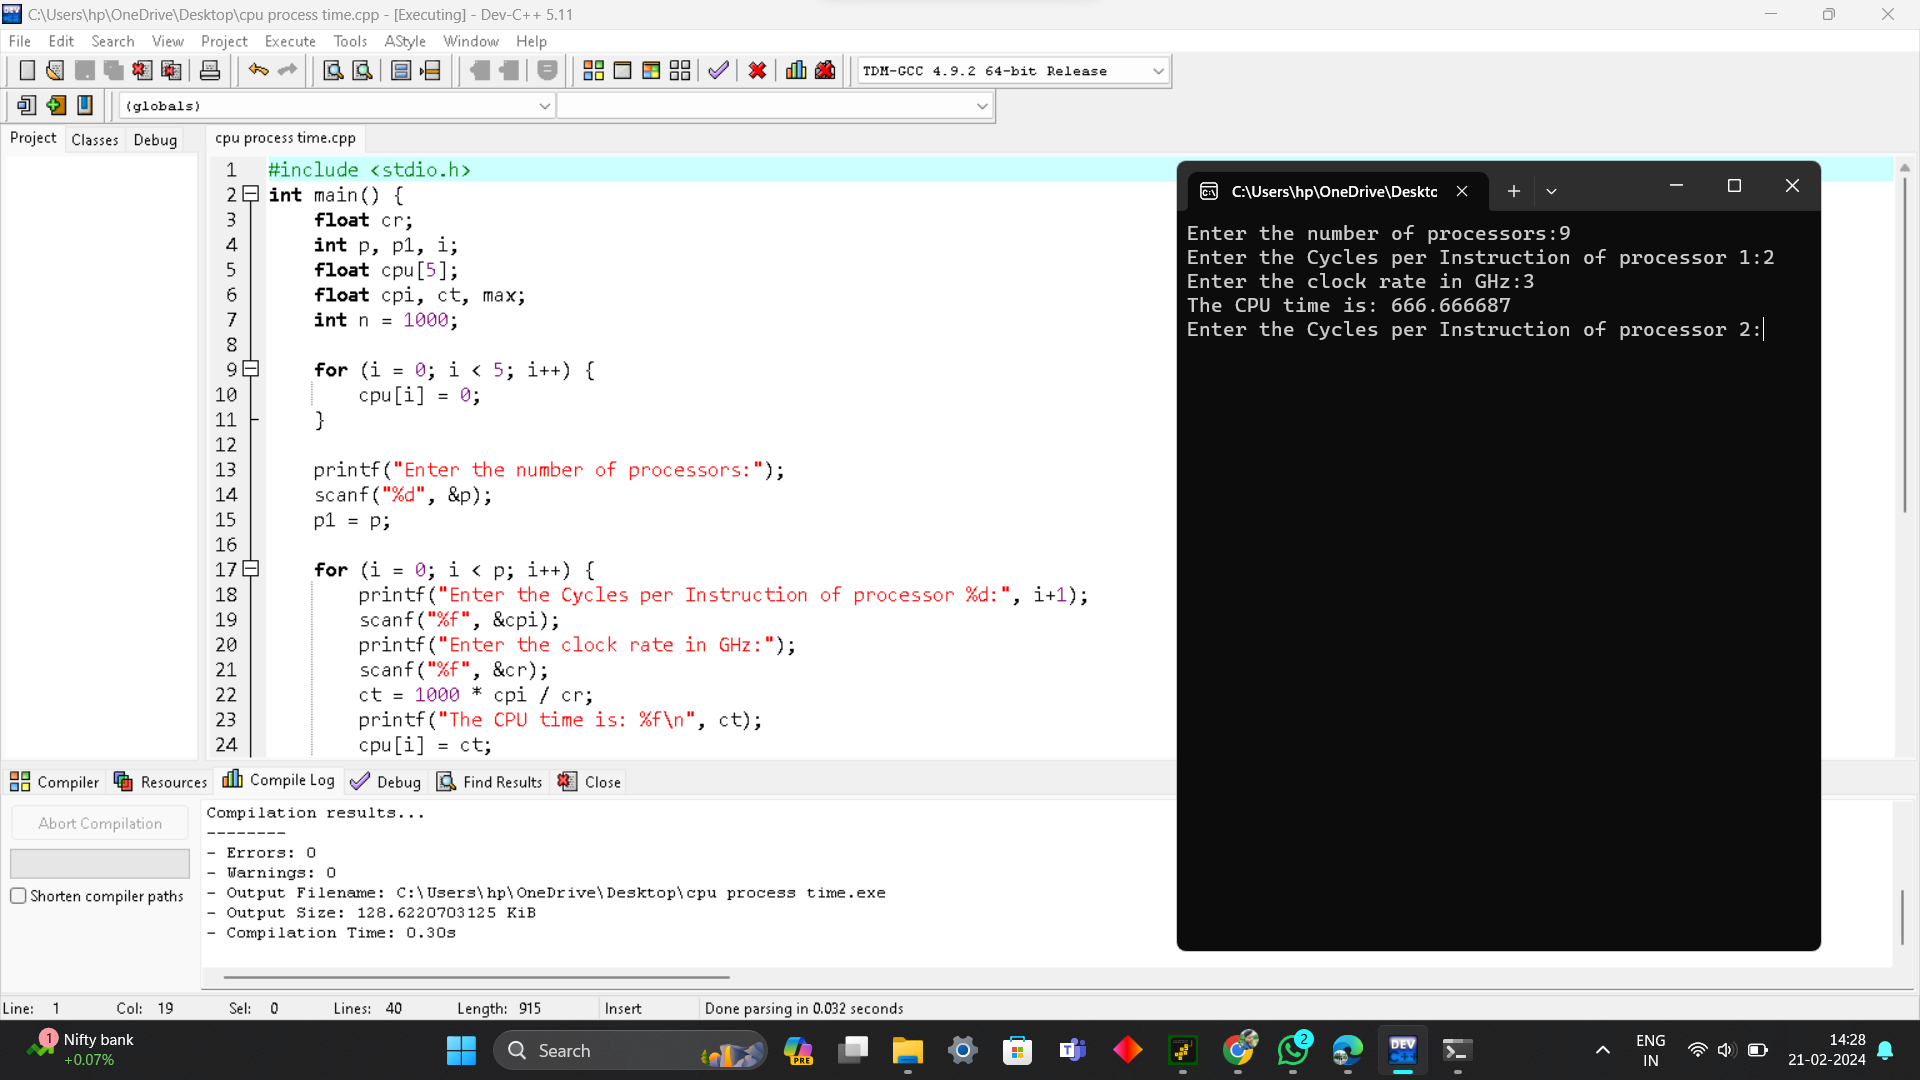 C:\Users\hp\OneDrive\Desktop\cpu process time.cpp - [Executing] - Dev-C++ 5.11
File Edit Search View Project Execute Tools AStyle Window Help
TDM-GCC 4.9.2 64-bit Release
(globals)
Project Classes Debug
cpu process time.cpp
1 #include <stdio.h>
2 int main() {
3 float cr;
4 int p, p1, i;
5 float cpu[5];
6 float cpi, ct, max;
7 int n = 1000;
8
9 for (i = 0; i < 5; i++) {
10 cpu[i] = 0;
11 }
12
13 printf("Enter the number of processors:");
14 scanf("%d", &p);
15 p1 = p;
16
17 for (i = 0; i < p; i++) {
18 printf("Enter the Cycles per Instruction of processor %d:", i+1);
19 scanf("%f", &cpi);
20 printf("Enter the clock rate in GHz:");
21 scanf("%f", &cr);
22 ct = 1000 * cpi / cr;
23 printf("The CPU time is: %f\n", ct);
24 cpu[i] = ct;
C:\Users\hp\OneDrive\Deskto
Enter the number of processors:9
Enter the Cycles per Instruction of processor 1:2
Enter the clock rate in GHz:3
The CPU time is: 666.666687
Enter the Cycles per Instruction of processor 2:
Compiler Resources Compile Log Debug Find Results Close
Abort Compilation
Shorten compiler paths
Compilation results...
--------
- Errors: 0
- Warnings: 0
- Output Filename: C:\Users\hp\OneDrive\Desktop\cpu process time.exe
- Output Size: 128.6220703125 KiB
- Compilation Time: 0.30s
Line: 1 Col: 19 Sel: 0 Lines: 40 Length: 915 Insert Done parsing in 0.032 seconds
1
Nifty bank
+0.07%
Search
PRE
2
DEV
C++
ENG
IN
14:28
21-02-2024